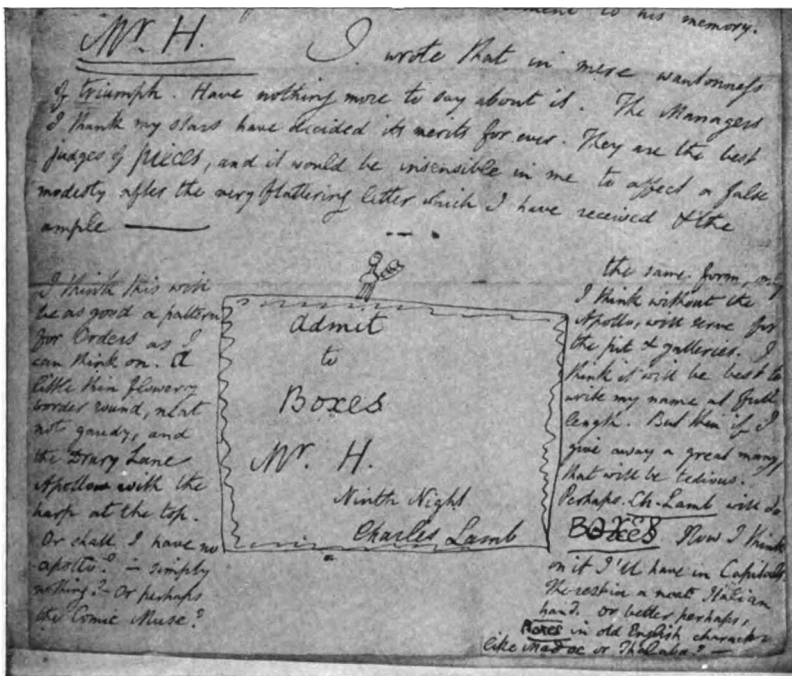 to his memory.
Mr. H.
I wrote that in mere wantonness
of triumph. Have nothing more to say about it. The Managers
I thank my stars have decided its merits for ever. They are the best
judges of pieces, and it would be insensible in me to affect a false
modesty after the very flattering letter which I have received & the
ample
I think this will
be as good a pattern
for Orders as I
can think on. A
little thin flowery
border round, neat
not gaudy, and
the Drury Lane
Apollo with the
harp at the top.
Or shall I have no
Apollo? — simply
nothing? — Or perhaps
the Comic Muse?
Admit
to
Boxes
Mr. H.
Ninth Night
Charles Lamb
the same form, only
I think without the
Apollo, will serve for
the pit & galleries. I
think it will be best to
write my name at full
length. But then if I
give away a great many,
that will be tedious.
Perhaps Ch. Lamb will do
BOXES Now I think
on it I'll have in Capitals
The rest in a neat Italian
hand. or better perhaps,
Boxes in old English character
like Madoc or Thalaba? —